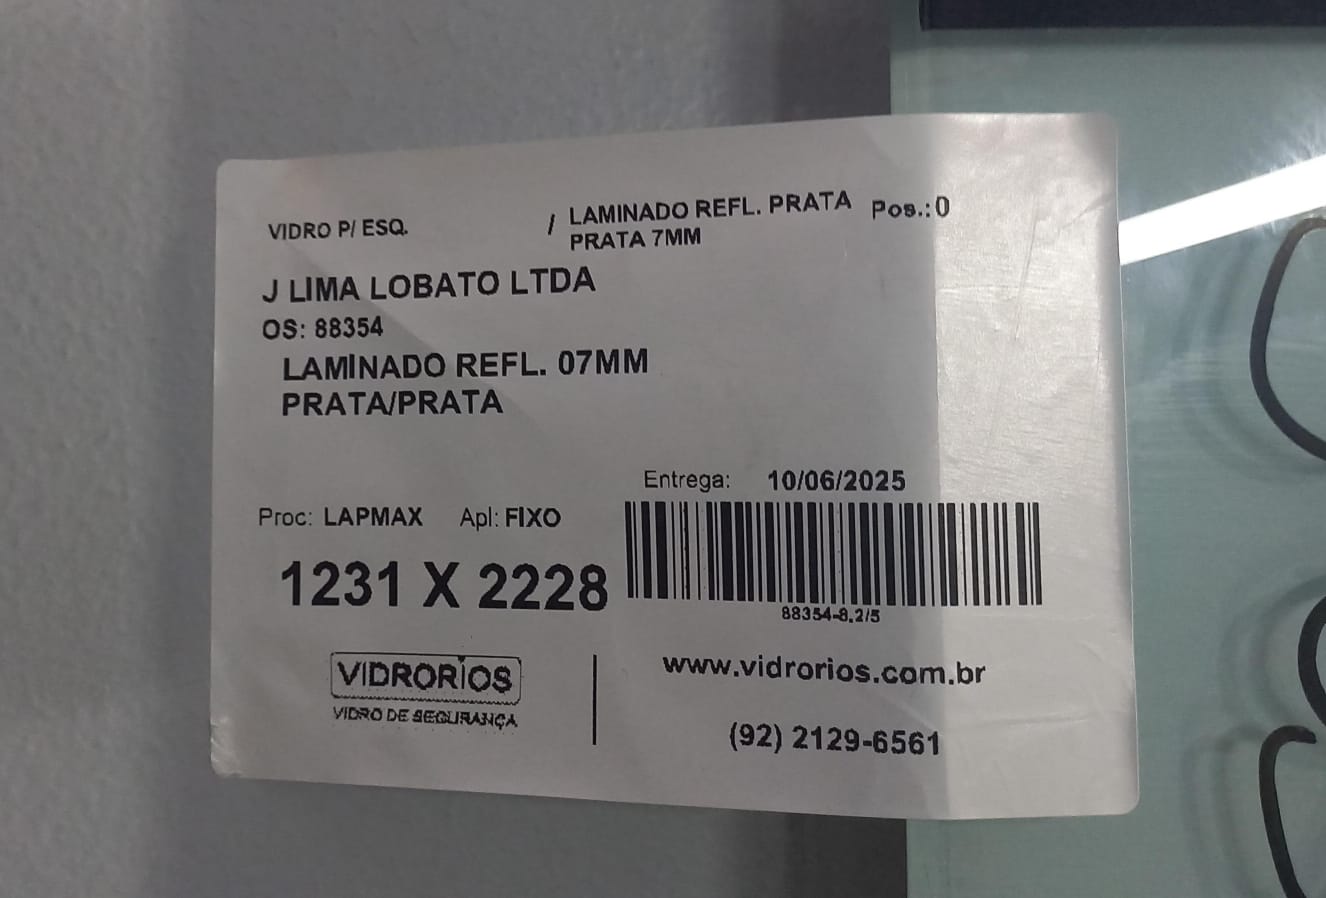 VIDRO P/ ESQ. / LAMINADO REFL. PRATA Pos.:0
PRATA 7MM
J LIMA LOBATO LTDA
OS: 88354
LAMINADO REFL. 07MM
PRATA/PRATA
Entrega: 10/06/2025
Proc: LAPMAX Apl: FIXO
1231 X 2228
88354-8.2/5
VIDRORIOS
VIDRO DE SEGURANÇA
www.vidrorios.com.br
(92) 2129-6561